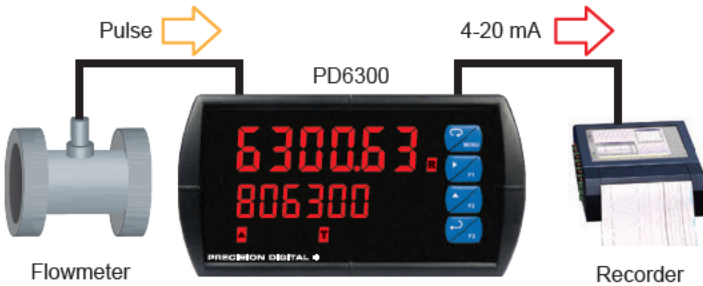 Pulse
4-20 mA
PD6300
6300.63
R
806300
T
MENU
F1
F2
F3
PRECISION DIGITAL
Flowmeter
Recorder